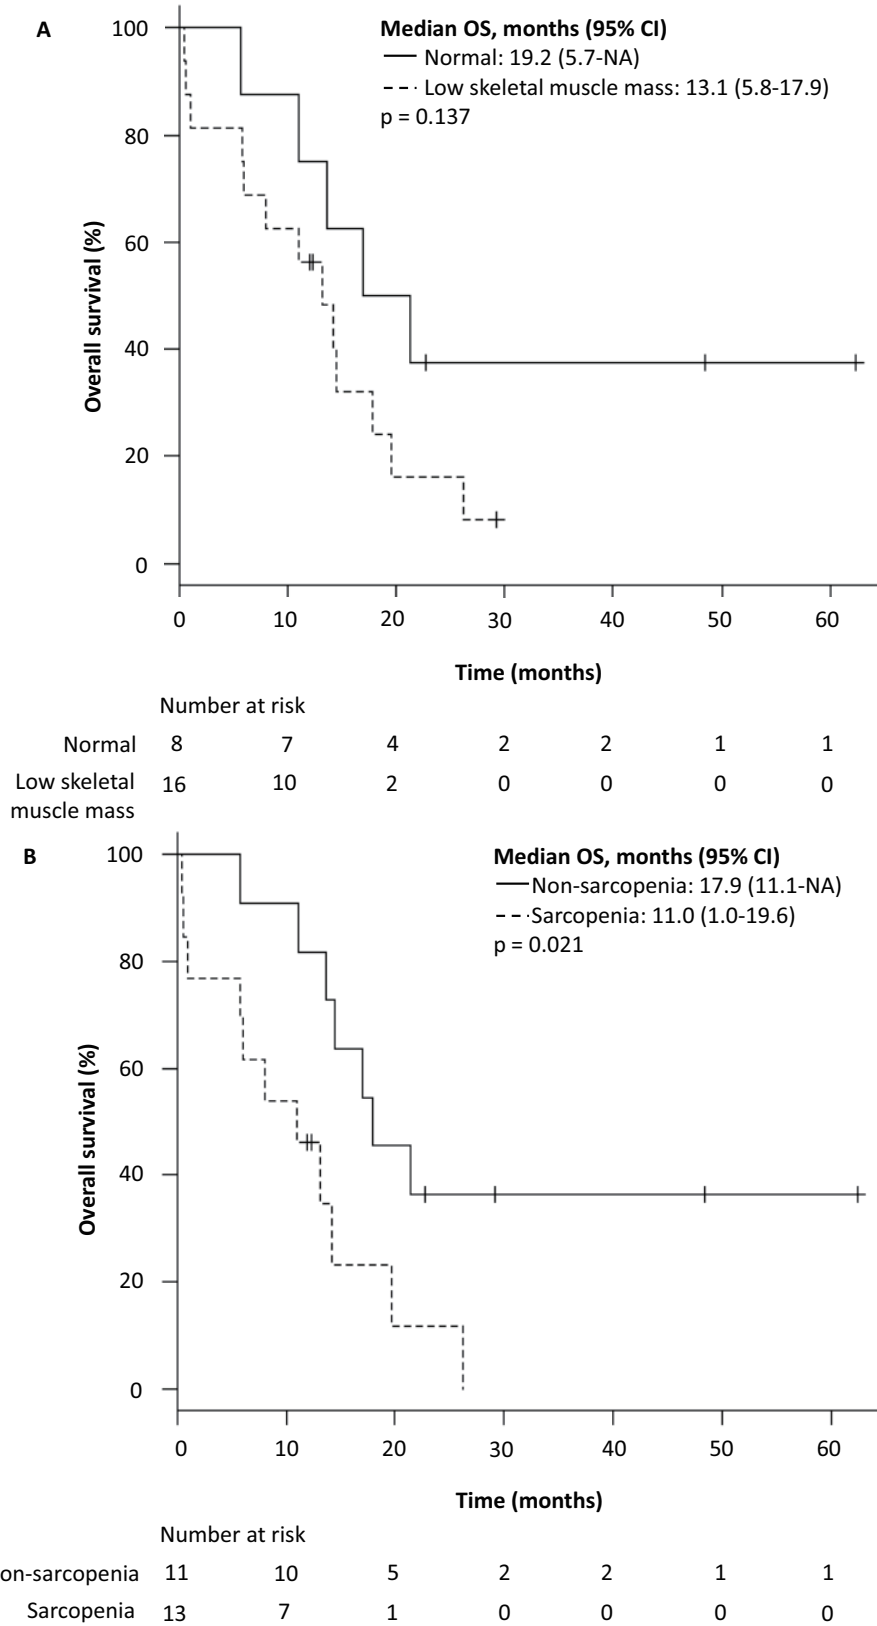 A
Median OS, months (95% CI)
Normal: 19.2 (5.7-NA)
Low skeletal muscle mass: 13.1 (5.8-17.9)
p = 0.137
100
80
60
40
20
0
Overall survival (%)
0 10 20 30 40 50 60
Time (months)
Number at risk
Normal 8 7 4 2 2 1 1
Low skeletal
muscle mass 16 10 2 0 0 0 0
B
Median OS, months (95% CI)
Non-sarcopenia: 17.9 (11.1-NA)
Sarcopenia: 11.0 (1.0-19.6)
p = 0.021
100
80
60
40
20
0
Overall survival (%)
0 10 20 30 40 50 60
Time (months)
Number at risk
on-sarcopenia 11 10 5 2 2 1 1
Sarcopenia 13 7 1 0 0 0 0